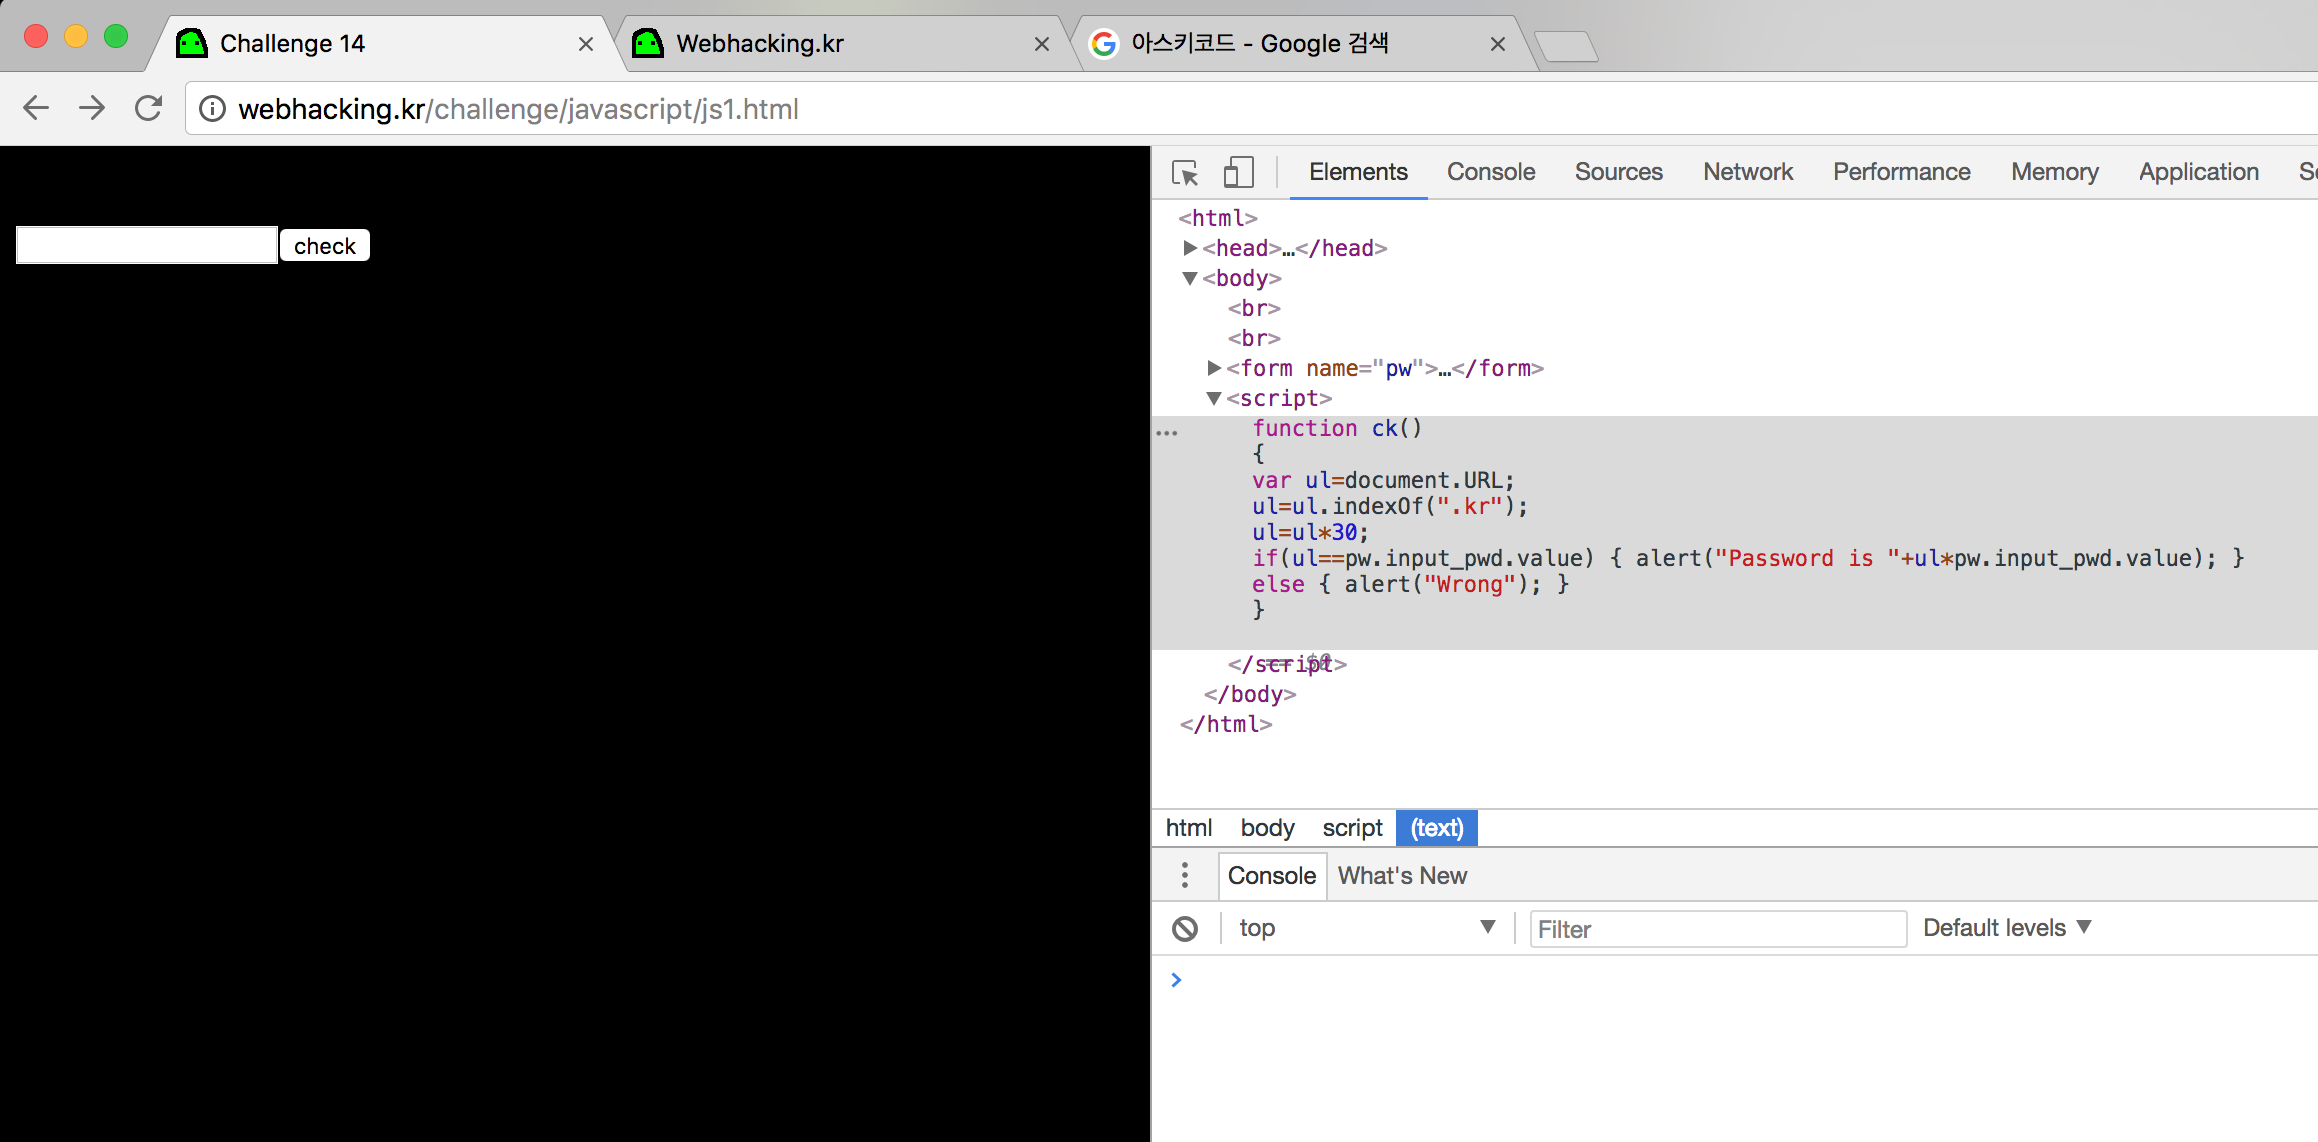 Challenge 14
Webhacking.kr
아스키코드 - Google 검색
webhacking.kr/challenge/javascript/js1.html
check
Elements Console Sources Network Performance Memory Application
<html>
<head>…</head>
<body>
<br>
<br>
<form name="pw">…</form>
<script>
function ck()
{
var ul=document.URL;
ul=ul.indexOf(".kr");
ul=ul*30;
if(ul==pw.input_pwd.value) { alert("Password is "+ul*pw.input_pwd.value); }
else { alert("Wrong"); }
}
== $0
</script>
</body>
</html>
html body script (text)
Console What's New
top Filter Default levels